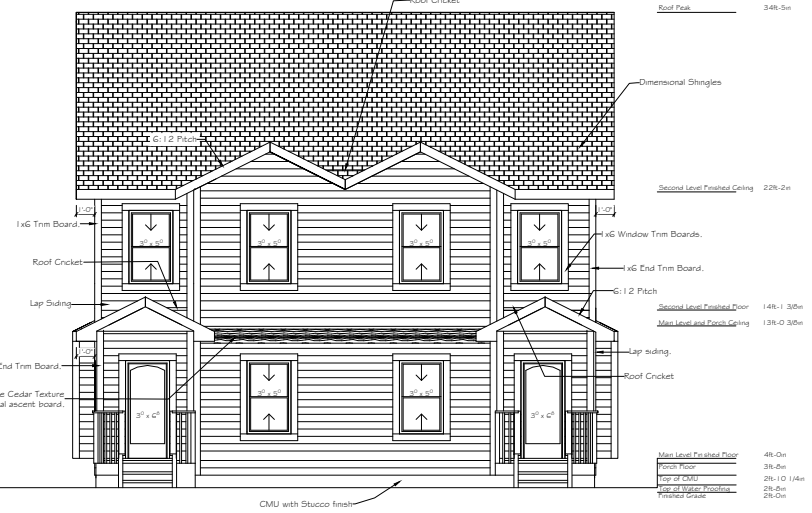 Roof Cricket
Roof Peak 34ft-5in
Dimensional Shingles
6:12 Pitch
Second Level Finished Ceiling 22ft-2in
1'-0" 1'-0"
1x6 Trim Board.
3⁰ x 5⁰ 3⁰ x 5⁰ 3⁰ x 5⁰ 3⁰ x 5⁰
1x6 Window Trim Boards.
Roof Cricket
1x6 End Trim Board.
6:12 Pitch
Lap Siding
Second Level Finished Floor 14ft-1 3/8in
Main Level and Porch Ceiling 13ft-0 3/8in
1'-0"
Lap siding.
End Trim Board.
Roof Cricket
3⁰ x 5⁰ 3⁰ x 5⁰
e Cedar Texture
al ascent board.
3⁰ x 6⁸ 3⁰ x 6⁸
Main Level Finished Floor 4ft-0in
Porch Floor 3ft-8in
Top of CMU 2ft-10 1/4in
Top of Water Proofing 2ft-8in
Finished Grade 2ft-0in
CMU with Stucco finish